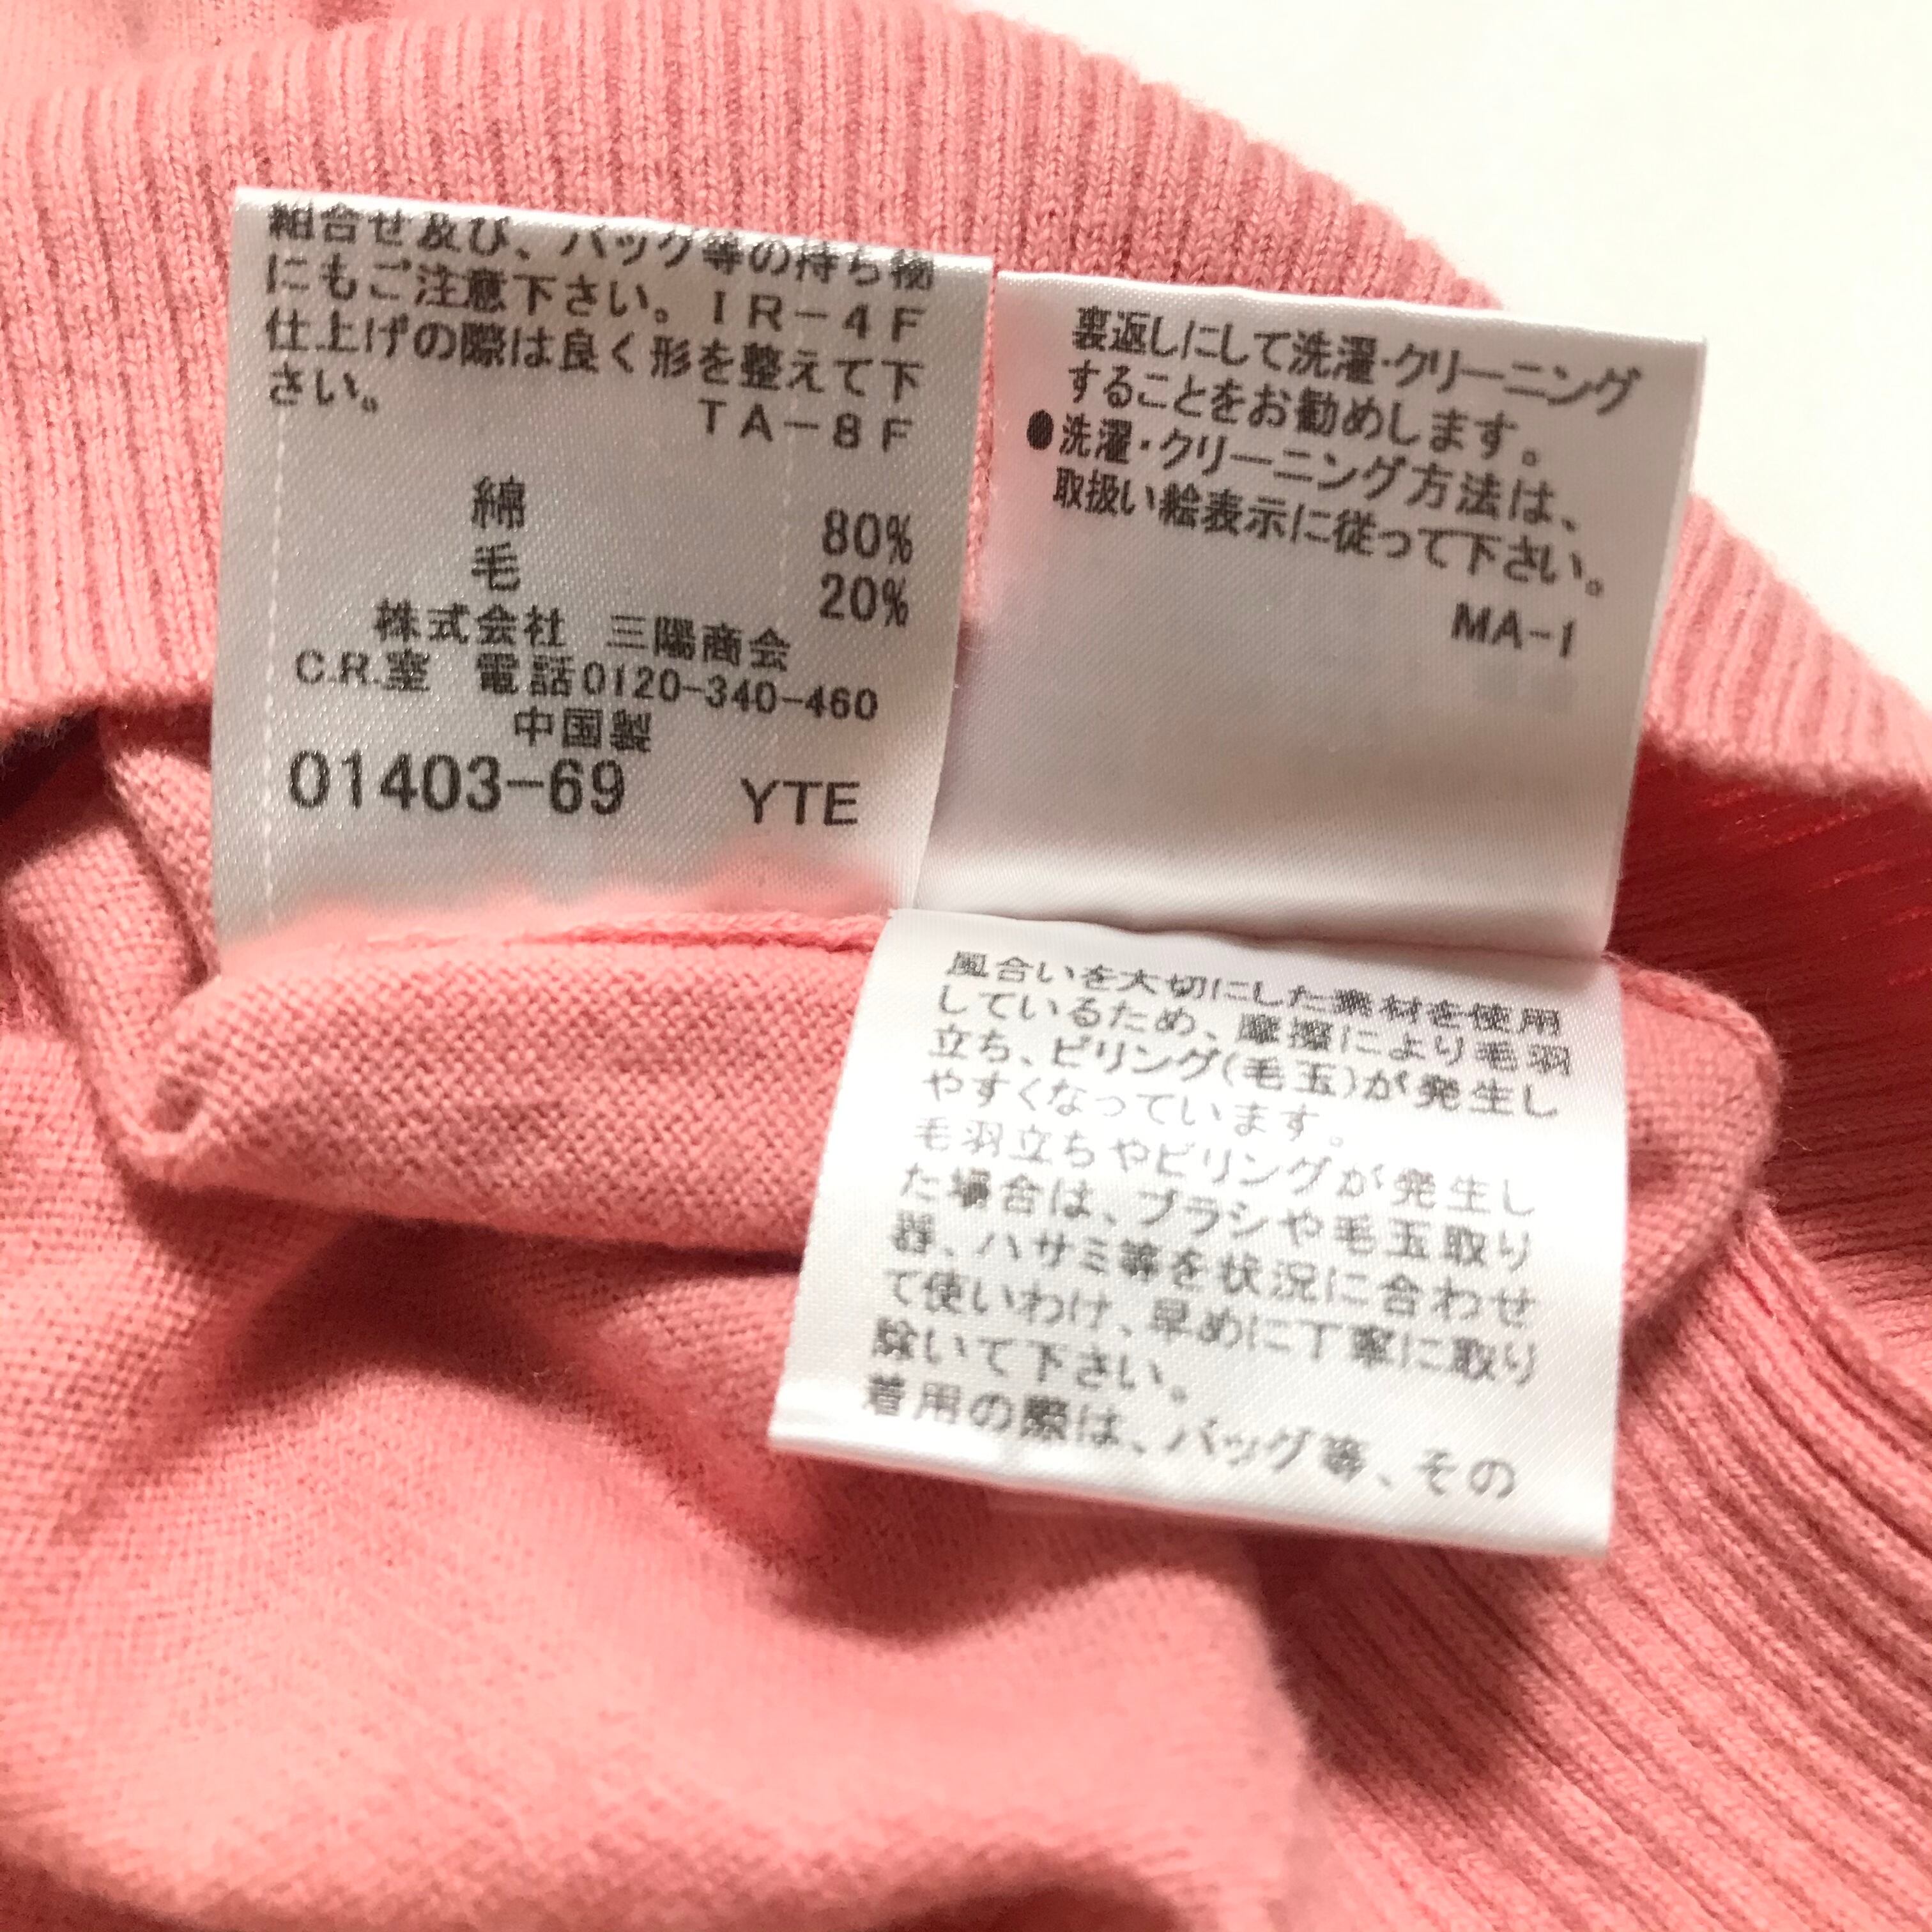 組合せ及び、バッグ等の持ち物
にもご注意下さい。IR-4F
仕上げの際は良く形を整えて下
さい。 TA-8F
綿 80%
毛 20%
株式会社 三陽商会
C.R.室 電話0120-340-460
中国製
01403-69 YTE
裏返しにして洗濯・クリーニング
することをお勧めします。
●洗濯・クリーニング方法は、
取扱い絵表示に従って下さい。
MA-1
風合いを大切にした素材を使用
しているため、摩擦により毛羽
立ち、ピリング(毛玉)が発生し
やすくなっています。
毛羽立ちやピリングが発生し
た場合は、ブラシや毛玉取り
器、ハサミ等を状況に合わせ
て使いわけ、早めに丁寧に取り
除いて下さい。
着用の際は、バッグ等、その